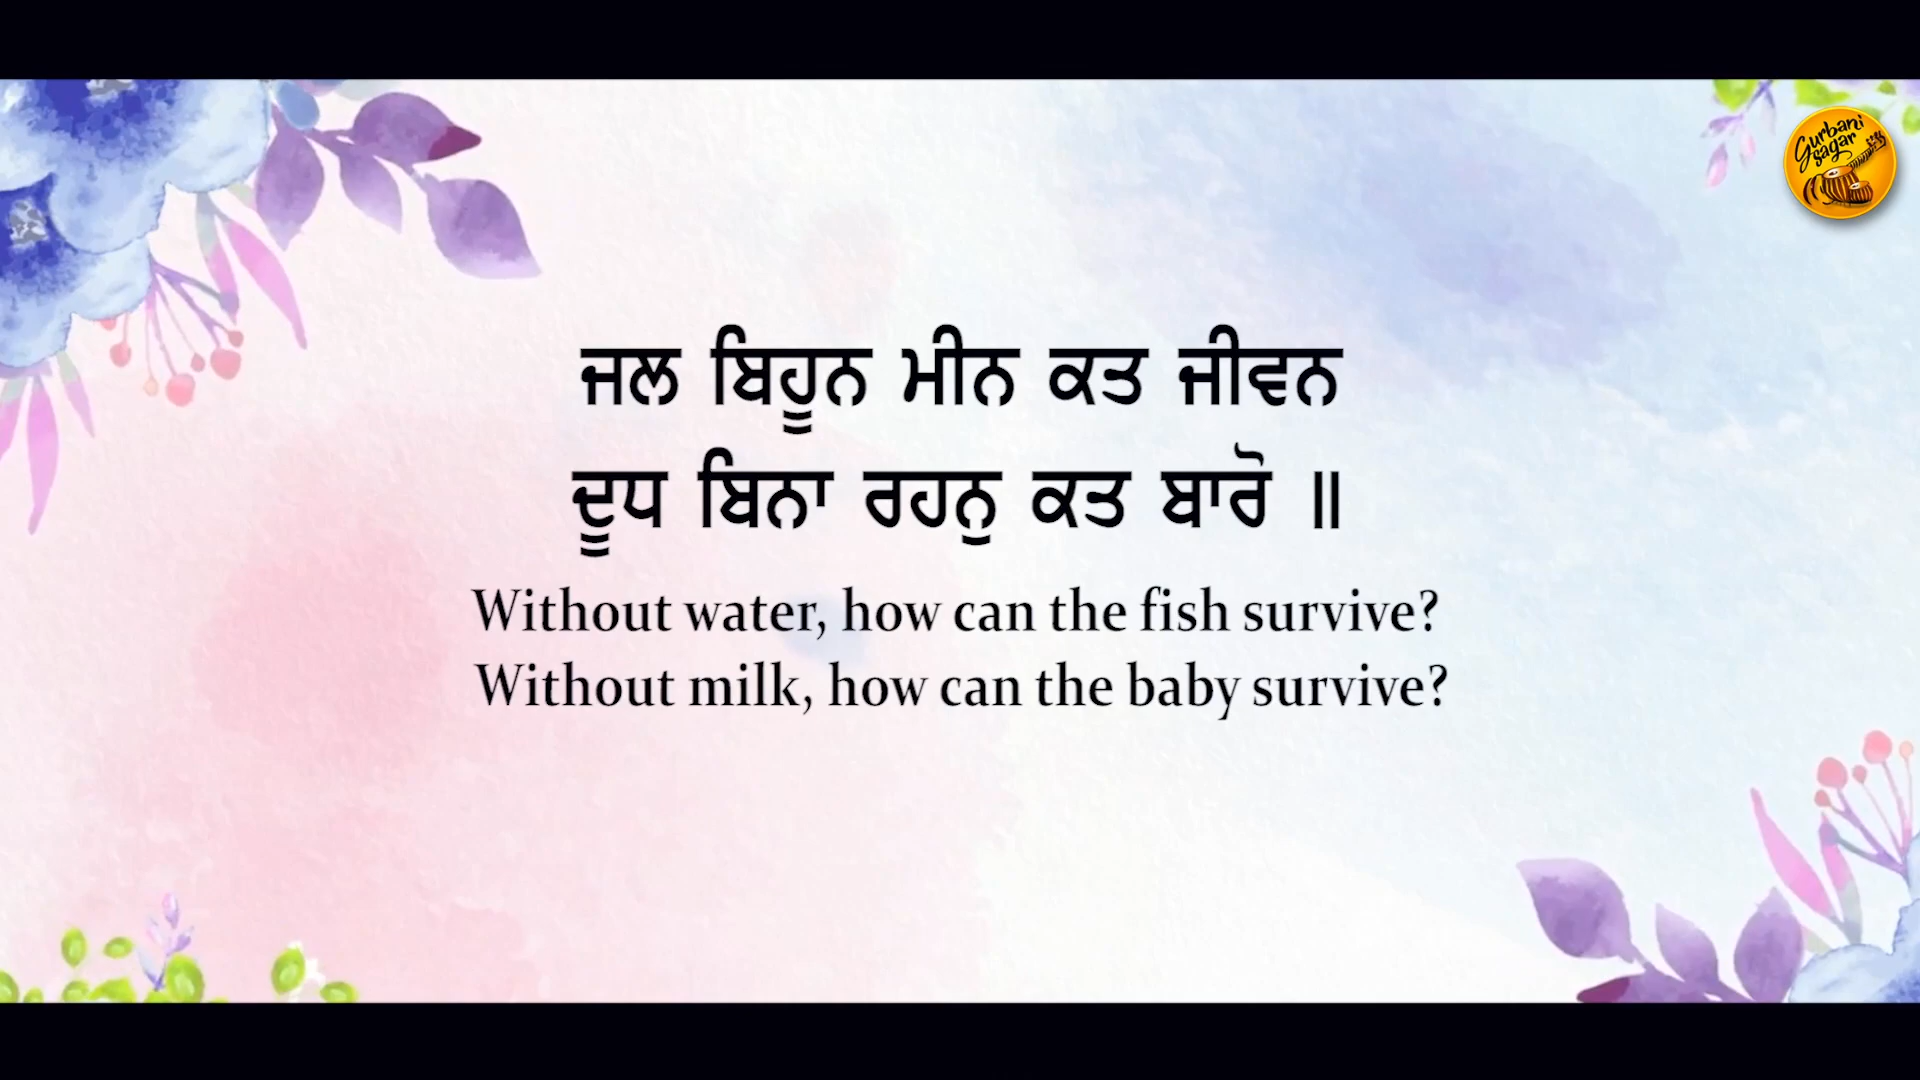 Gurbani
Sagar
ਜਲ ਬਿਹੂਨ ਮੀਨ ਕਤ ਜੀਵਨ
ਦੂਧ ਬਿਨਾ ਰਹਨੁ ਕਤ ਬਾਰੋ ॥
Without water, how can the fish survive?
Without milk, how can the baby survive?